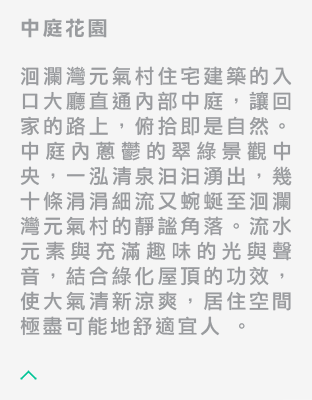 中庭花園
洄瀾灣元氣村住宅建築的入
口大廳直通內部中庭，讓回
家的路上，俯拾即是自然。
中庭內蔥鬱的翠綠景觀中
央，一泓清泉汩汩湧出，幾
十條涓涓細流又蜿蜒至洄瀾
灣元氣村的靜謐角落。流水
元素與充滿趣味的光與聲
音，結合綠化屋頂的功效，
使大氣清新涼爽，居住空間
極盡可能地舒適宜人 。